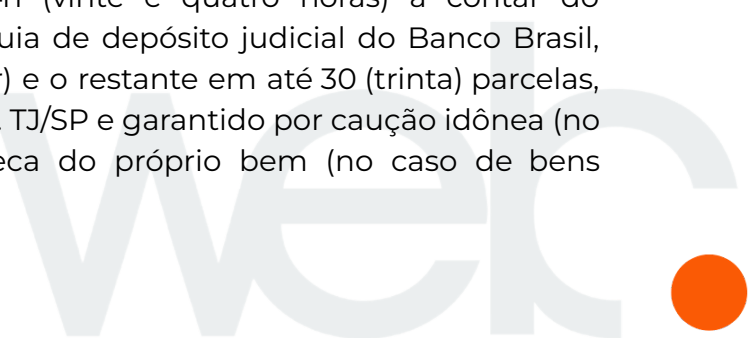 (vinte e quatro horas) a contar do
guia de depósito judicial do Banco Brasil,
) e o restante em até 30 (trinta) parcelas,
TJ/SP e garantido por caução idônea (no
do próprio bem (no caso de bens
web.